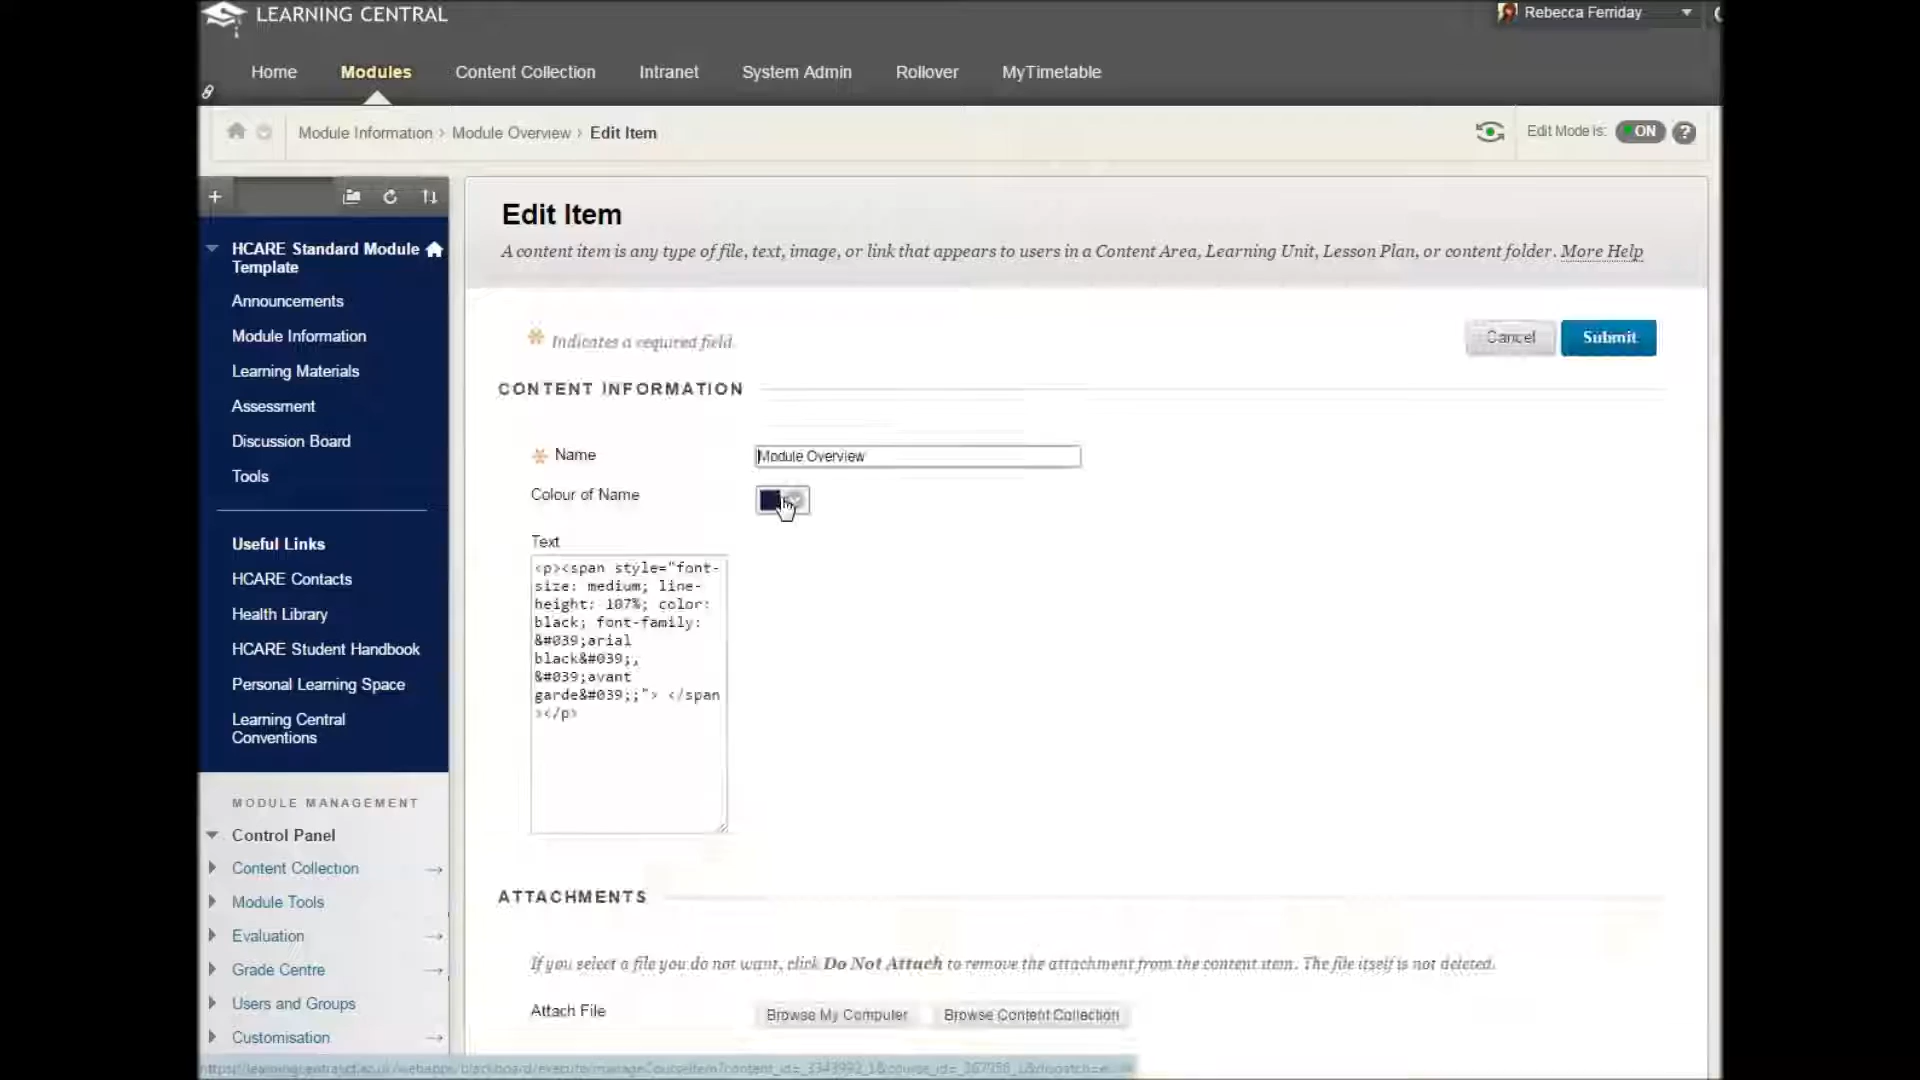 LEARNING CENTRAL
Rebecca Ferriday
Home
Modules
Content Collection
Intranet
System Admin
Rollover
MyTimetable
Module Information > Module Overview > Edit Item
Edit Mode is:
ON
?
HCARE Standard Module
Template
Announcements
Module Information
Learning Materials
Assessment
Discussion Board
Tools
Useful Links
HCARE Contacts
Health Library
HCARE Student Handbook
Personal Learning Space
Learning Central
Conventions
MODULE MANAGEMENT
Control Panel
Content Collection
Module Tools
Evaluation
Grade Centre
Users and Groups
Customisation
Edit Item
A content item is any type of file, text, image, or link that appears to users in a Content Area, Learning Unit, Lesson Plan, or content folder. More Help
Indicates a required field.
Cancel
Submit
CONTENT INFORMATION
Name
Module Overview
Colour of Name
Text
<p><span style="font-
size: medium; line-
height: 107%; color:
black; font-family:
&#039;arial
black&#039;,
&#039;avant
garde&#039;;"> </span
></p>
ATTACHMENTS
If you select a file you do not want, click Do Not Attach to remove the attachment from the content item. The file itself is not deleted.
Attach File
Browse My Computer
Browse Content Collection